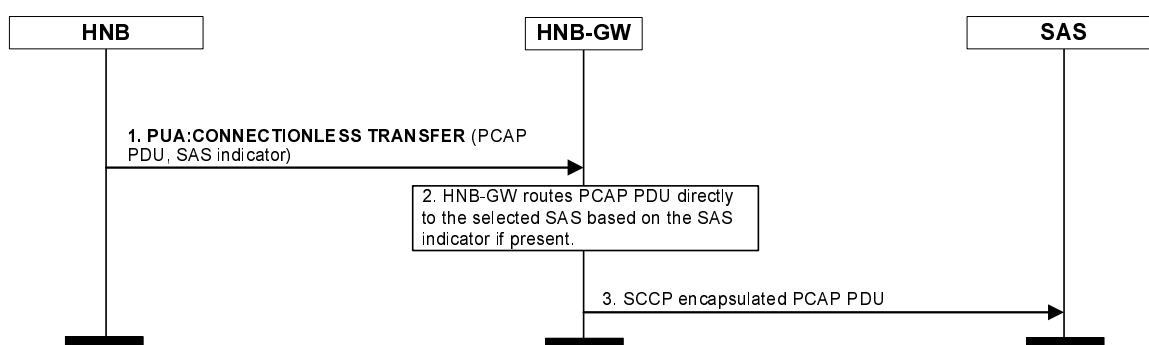 HNB
HNB-GW
SAS
1. PUA:CONNECTIONLESS TRANSFER (PCAP
PDU, SAS indicator)
2. HNB-GW routes PCAP PDU directly
to the selected SAS based on the SAS
indicator if present.
3. SCCP encapsulated PCAP PDU